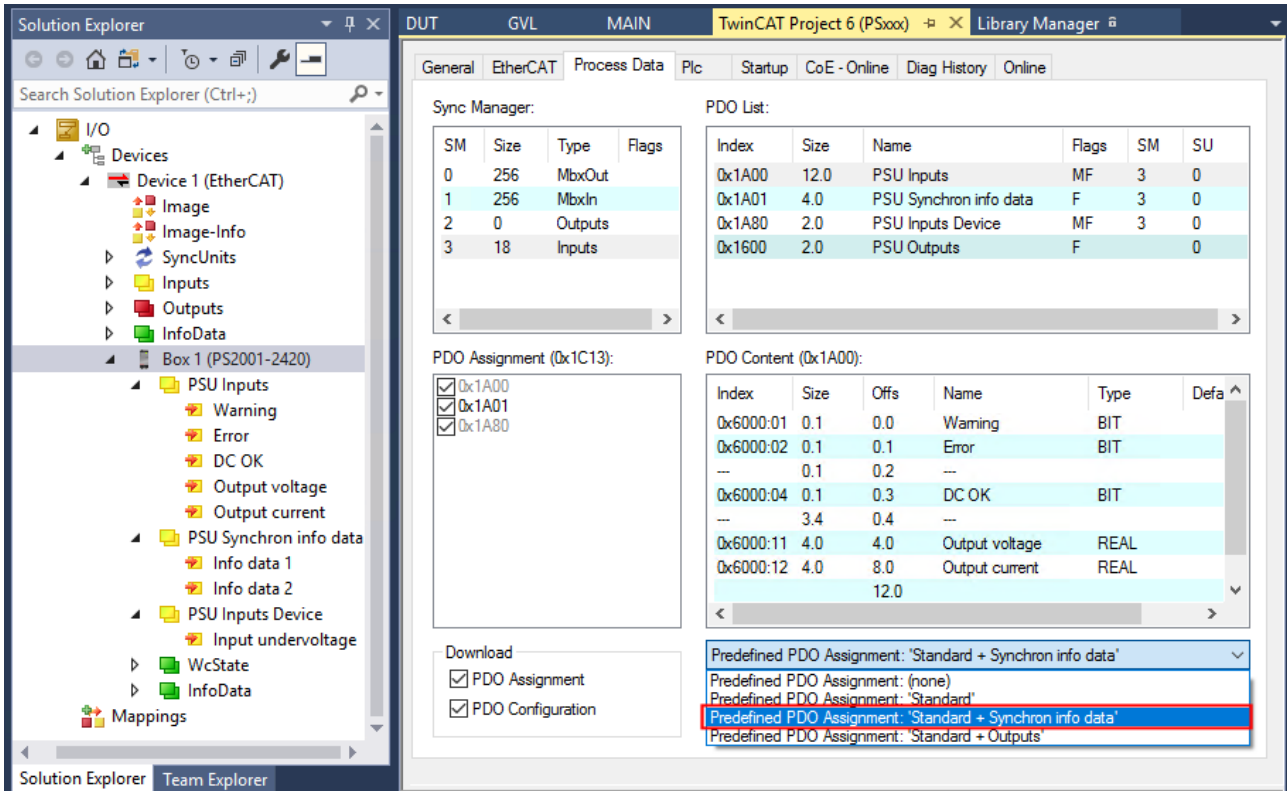 Solution Explorer
Search Solution Explorer (Ctrl+;)
I/O
Devices
Device 1 (EtherCAT)
Image
Image-Info
SyncUnits
Inputs
Outputs
InfoData
Box 1 (PS2001-2420)
PSU Inputs
Warning
Error
DC OK
Output voltage
Output current
PSU Synchron info data
Info data 1
Info data 2
PSU Inputs Device
Input undervoltage
WcState
InfoData
Mappings
Solution Explorer Team Explorer
DUT GVL MAIN TwinCAT Project 6 (PSxxx) Library Manager
General EtherCAT Process Data Plc Startup CoE - Online Diag History Online
Sync Manager:
SM Size Type Flags
0 256 MbxOut
1 256 MbxIn
2 0 Outputs
3 18 Inputs
PDO List:
Index Size Name Flags SM SU
0x1A00 12.0 PSU Inputs MF 3 0
0x1A01 4.0 PSU Synchron info data F 3 0
0x1A80 2.0 PSU Inputs Device MF 3 0
0x1600 2.0 PSU Outputs F 0
PDO Assignment (0x1C13):
0x1A00
0x1A01
0x1A80
PDO Content (0x1A00):
Index Size Offs Name Type Defa
0x6000:01 0.1 0.0 Warning BIT
0x6000:02 0.1 0.1 Error BIT
--- 0.1 0.2 ---
0x6000:04 0.1 0.3 DC OK BIT
--- 3.4 0.4 ---
0x6000:11 4.0 4.0 Output voltage REAL
0x6000:12 4.0 8.0 Output current REAL
12.0
Download
PDO Assignment
PDO Configuration
Predefined PDO Assignment: 'Standard + Synchron info data'
Predefined PDO Assignment: (none)
Predefined PDO Assignment: 'Standard'
Predefined PDO Assignment: 'Standard + Synchron info data'
Predefined PDO Assignment: 'Standard + Outputs'